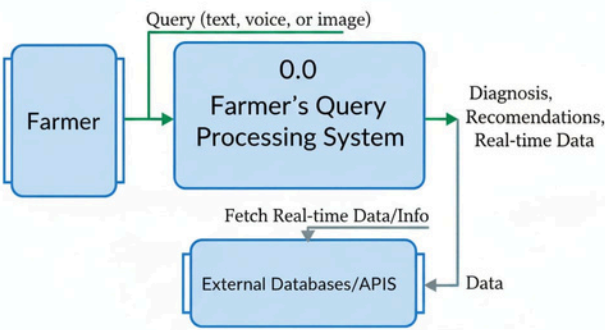 Query (text, voice, or image)
Farmer
0.0
Farmer's Query
Processing System
Diagnosis,
Recomendations,
Real-time Data
Fetch Real-time Data/Info
External Databases/APIS
Data